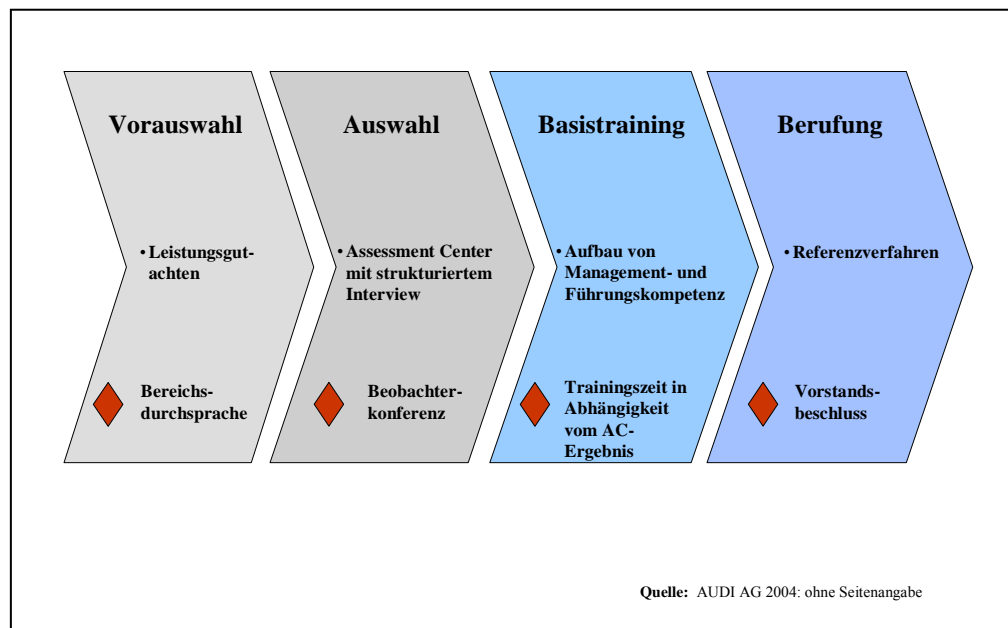 Vorauswahl
• Leistungsgut-
achten
Bereichs-
durchsprache
Auswahl
• Assessment Center
mit strukturiertem
Interview
Beobachter-
konferenz
Basistraining
• Aufbau von
Management- und
Führungskompetenz
Trainingszeit in
Abhängigkeit
vom AC-
Ergebnis
Berufung
• Referenzverfahren
Vorstands-
beschluss
Quelle: AUDI AG 2004: ohne Seitenangabe